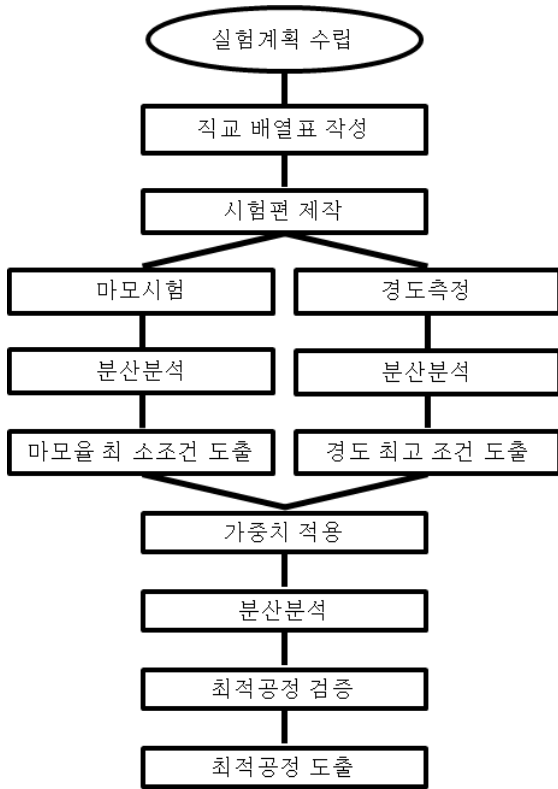 실험계획 수립
직교 배열표 작성
시험편 제작
마모시험
경도측정
분산분석
분산분석
마모율 최 소조건 도출
경도 최고 조건 도출
가중치 적용
분산분석
최적공정 검증
최적공정 도출